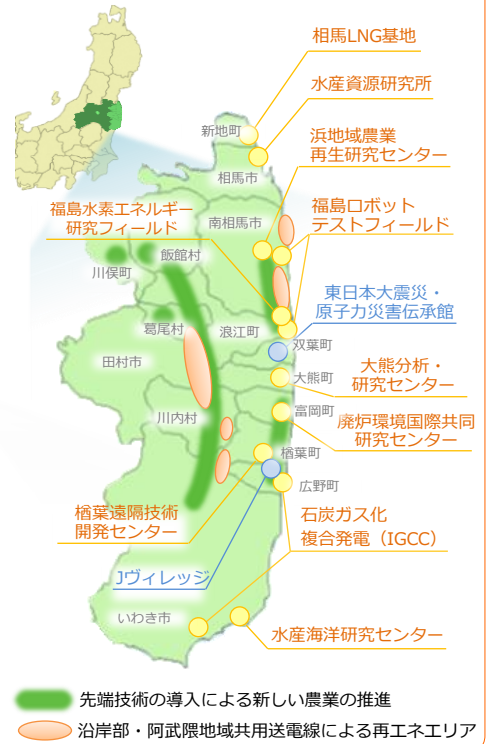 相馬LNG基地
水産資源研究所
新地町
浜地域農業
再生研究センター
相馬市
福島水素エネルギー
研究フィールド
南相馬市
福島ロボット
テストフィールド
飯館村
川俣町
東日本大震災・
原子力災害伝承館
葛尾村
浪江町
双葉町
田村市
大熊町
大熊分析・
研究センター
富岡町
川内村
廃炉環境国際共同
研究センター
楢葉町
広野町
楢葉遠隔技術
開発センター
石炭ガス化
複合発電（IGCC）
Jヴィレッジ
いわき市
水産海洋研究センター
先端技術の導入による新しい農業の推進
沿岸部・阿武隈地域共用送電線による再エネエリア